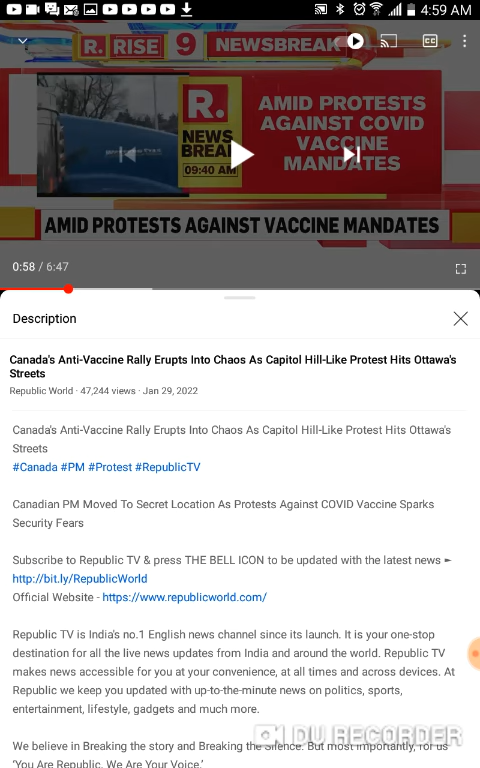 4:59 AM
R. RISE 9 NEWSBREAK
CC
R.
NEWS
BREAK
09:40 AM
AMID PROTESTS
AGAINST COVID
VACCINE
MANDATES
AMID PROTESTS AGAINST VACCINE MANDATES
0:58 / 6:47
Description
Canada's Anti-Vaccine Rally Erupts Into Chaos As Capitol Hill-Like Protest Hits Ottawa's
Streets
Republic World · 47,244 views · Jan 29, 2022
Canada's Anti-Vaccine Rally Erupts Into Chaos As Capitol Hill-Like Protest Hits Ottawa's
Streets
#Canada #PM #Protest #RepublicTV
Canadian PM Moved To Secret Location As Protests Against COVID Vaccine Sparks
Security Fears
Subscribe to Republic TV & press THE BELL ICON to be updated with the latest news ►
http://bit.ly/RepublicWorld
Official Website - https://www.republicworld.com/
Republic TV is India's no.1 English news channel since its launch. It is your one-stop
destination for all the live news updates from India and around the world. Republic TV
makes news accessible for you at your convenience, at all times and across devices. At
Republic we keep you updated with up-to-the-minute news on politics, sports,
entertainment, lifestyle, gadgets and much more.
DU RECORDER
We believe in Breaking the story and Breaking the Silence. But most importantly, for us
'You Are Republic. We Are Your Voice.'